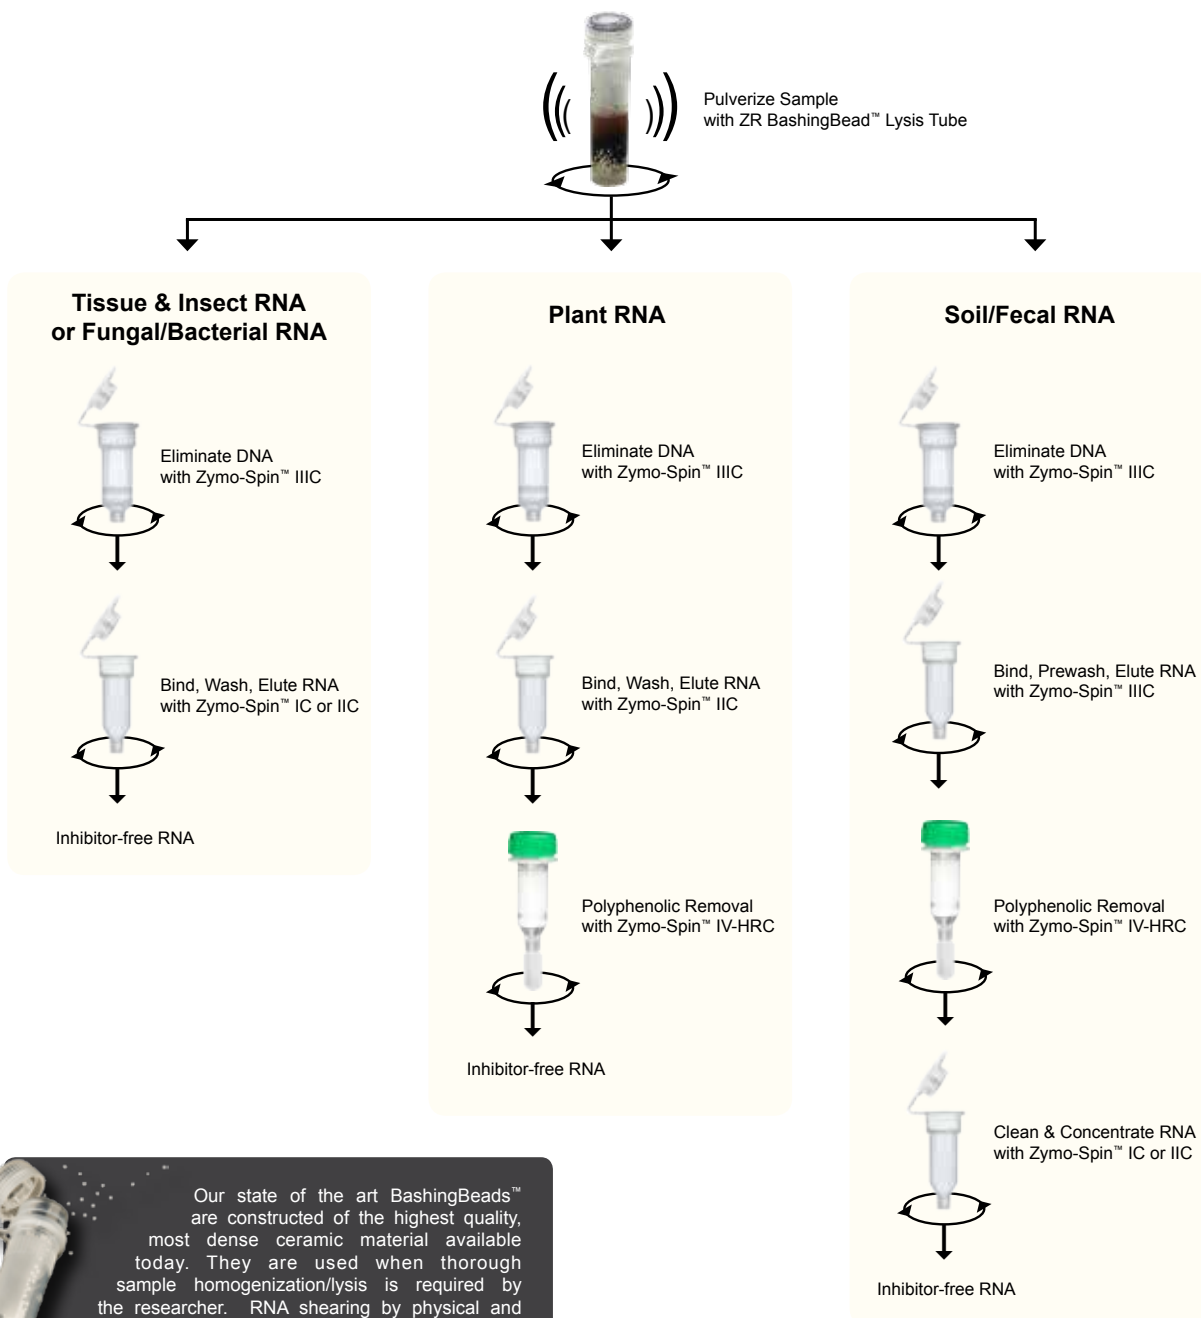 Pulverize Sample
with ZR BashingBead™ Lysis Tube
Tissue & Insect RNA
or Fungal/Bacterial RNA
Eliminate DNA
with Zymo-Spin™ IIIC
Bind, Wash, Elute RNA
with Zymo-Spin™ IC or IIC
Inhibitor-free RNA
Plant RNA
Eliminate DNA
with Zymo-Spin™ IIIC
Bind, Wash, Elute RNA
with Zymo-Spin™ IIC
Polyphenolic Removal
with Zymo-Spin™ IV-HRC
Inhibitor-free RNA
Soil/Fecal RNA
Eliminate DNA
with Zymo-Spin™ IIIC
Bind, Prewash, Elute RNA
with Zymo-Spin™ IIIC
Polyphenolic Removal
with Zymo-Spin™ IV-HRC
Clean & Concentrate RNA
with Zymo-Spin™ IC or IIC
Inhibitor-free RNA
Our state of the art BashingBeads™
are constructed of the highest quality,
most dense ceramic material available
today. They are used when thorough
sample homogenization/lysis is required by
the researcher. RNA shearing by physical and